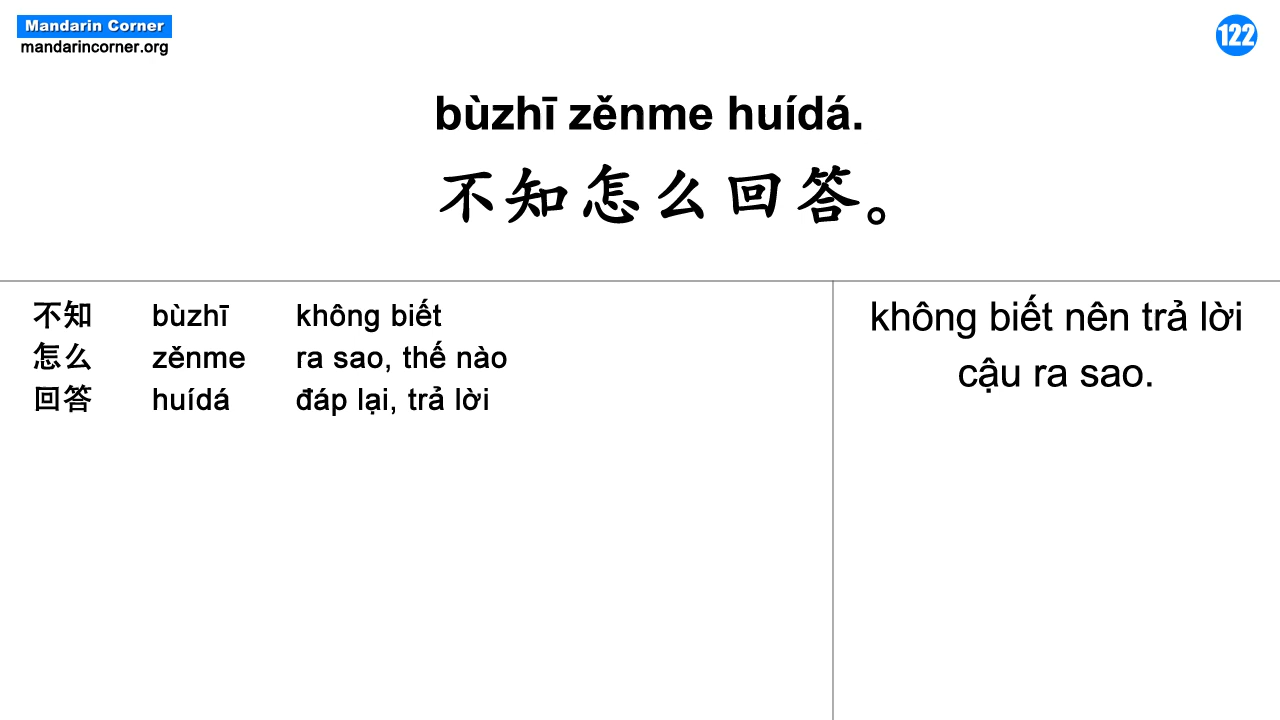 Mandarin Corner
mandarincorner.org
122
bùzhī zěnme huídá.
不知怎么回答。
不知 bùzhī không biết
怎么 zěnme ra sao, thế nào
回答 huídá đáp lại, trả lời
không biết nên trả lời
cậu ra sao.